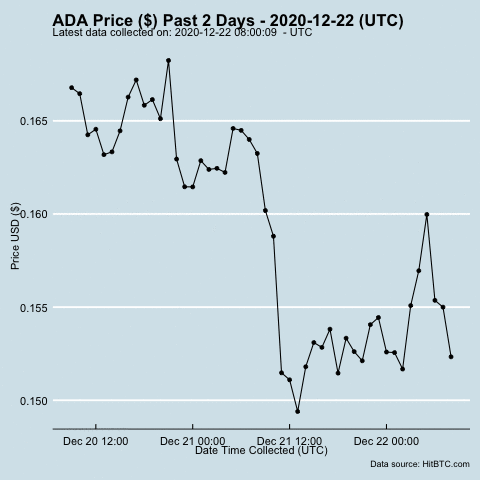 ADA Price ($) Past 2 Days - 2020-12-22 (UTC)
Latest data collected on: 2020-12-22 08:00:09  - UTC
0.165
0.160
0.155
0.150
Price USD ($)
Dec 20 12:00 Dec 21 00:00 Dec 21 12:00 Dec 22 00:00
Date Time Collected (UTC)
Data source: HitBTC.com